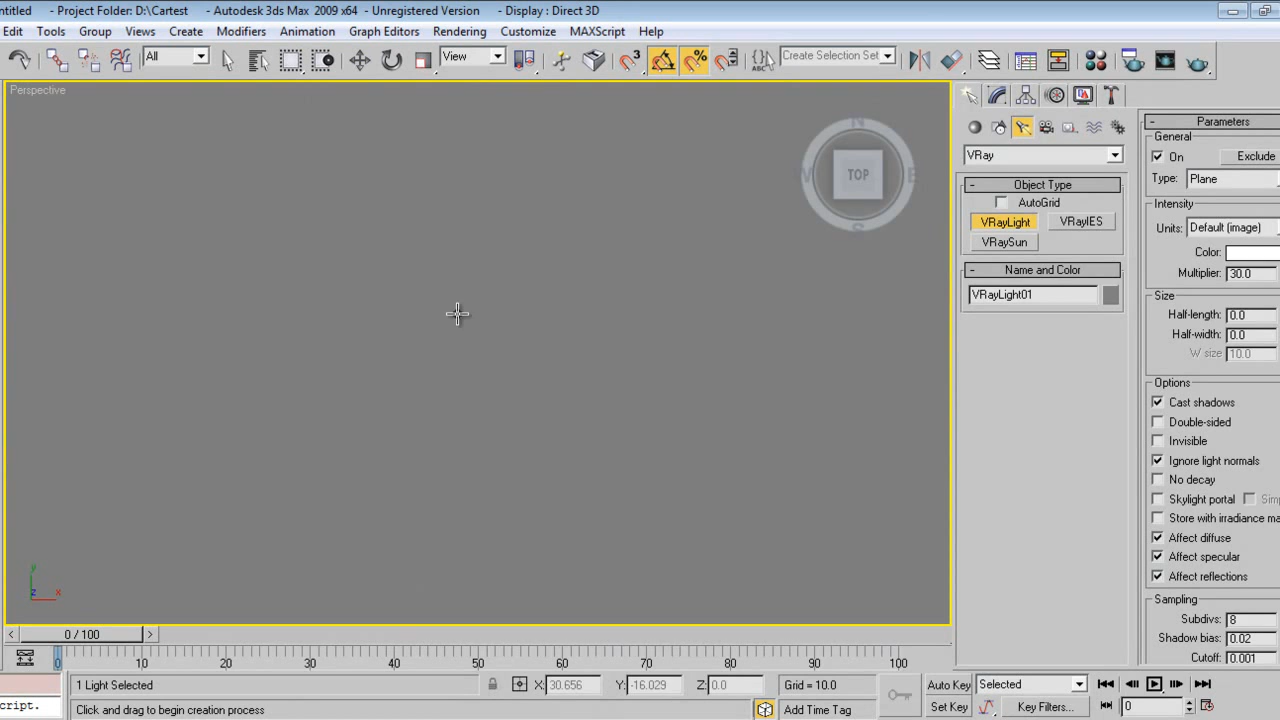 ntitled - Project Folder: D:\Cartest - Autodesk 3ds Max 2009 x64 - Unregistered Version - Display : Direct 3D
Edit Tools Group Views Create Modifiers Animation Graph Editors Rendering Customize MAXScript Help
All View 3 % ABC Create Selection Set
Perspective
N
TOP
S
Parameters
General
On Exclude
VRay
Type: Plane
Object Type
AutoGrid
Intensity
VRayLight VRayIES
Units: Default (image)
VRaySun
Color:
Name and Color
Multiplier: 30.0
VRayLight01
Size
Half-length: 0.0
Half-width: 0.0
W size 10.0
Options
Cast shadows
Double-sided
Invisible
Ignore light normals
No decay
Skylight portal Simp
Store with irradiance ma
Affect diffuse
Affect specular
Affect reflections
Sampling
Subdivs: 8
Shadow bias: 0.02
Cutoff: 0.001
y
z x
< 0 / 100 >
0 10 20 30 40 50 60 70 80 90 100
1 Light Selected X: 30.656 Y: -16.029 Z: 0.0 Grid = 10.0 Auto Key Selected
script. Click and drag to begin creation process Add Time Tag Set Key Key Filters... 0